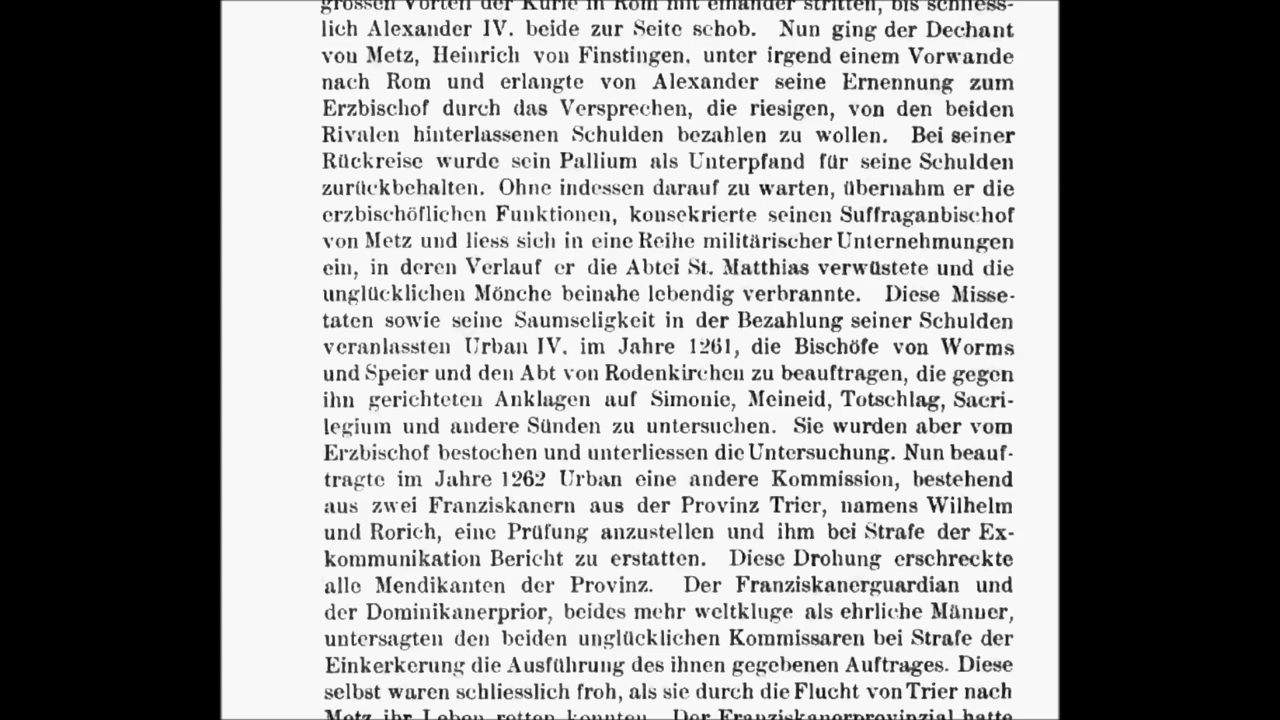 grossen Vorteil der Kurie in Rom mit einander stritten, bis schliess-
lich Alexander IV. beide zur Seite schob. Nun ging der Dechant
von Metz, Heinrich von Finstingen, unter irgend einem Vorwande
nach Rom und erlangte von Alexander seine Ernennung zum
Erzbischof durch das Versprechen, die riesigen, von den beiden
Rivalen hinterlassenen Schulden bezahlen zu wollen. Bei seiner
Rückreise wurde sein Pallium als Unterpfand für seine Schulden
zurückbehalten. Ohne indessen darauf zu warten, übernahm er die
erzbischöflichen Funktionen, konsekrierte seinen Suffraganbischof
von Metz und liess sich in eine Reihe militärischer Unternehmungen
ein, in deren Verlauf er die Abtei St. Matthias verwüstete und die
unglücklichen Mönche beinahe lebendig verbrannte. Diese Misse-
taten sowie seine Saumseligkeit in der Bezahlung seiner Schulden
veranlassten Urban IV. im Jahre 1261, die Bischöfe von Worms
und Speier und den Abt von Rodenkirchen zu beauftragen, die gegen
ihn gerichteten Anklagen auf Simonie, Meineid, Totschlag, Sacri-
legium und andere Sünden zu untersuchen. Sie wurden aber vom
Erzbischof bestochen und unterliessen die Untersuchung. Nun beauf-
tragte im Jahre 1262 Urban eine andere Kommission, bestehend
aus zwei Franziskanern aus der Provinz Trier, namens Wilhelm
und Rorich, eine Prüfung anzustellen und ihm bei Strafe der Ex-
kommunikation Bericht zu erstatten. Diese Drohung erschreckte
alle Mendikanten der Provinz. Der Franziskanerguardian und
der Dominikanerprior, beides mehr weltkluge als ehrliche Männer,
untersagten den beiden unglücklichen Kommissaren bei Strafe der
Einkerkerung die Ausführung des ihnen gegebenen Auftrages. Diese
selbst waren schliesslich froh, als sie durch die Flucht von Trier nach
Metz ihr Leben retten konnten. Der Franziskanerprovinzial hatte